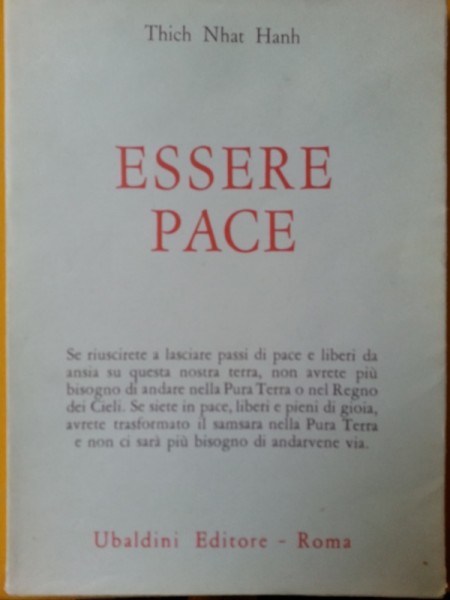 Thich Nhat Hanh
ESSERE
PACE
Se riuscirete a lasciare passi di pace e liberi da
ansia su questa nostra terra, non avrete più
bisogno di andare nella Pura Terra o nel Regno
dei Cieli. Se siete in pace, liberi e pieni di gioia,
avrete trasformato il samsara nella Pura Terra
e non ci sarà più bisogno di andarvene via.
Ubaldini Editore - Roma